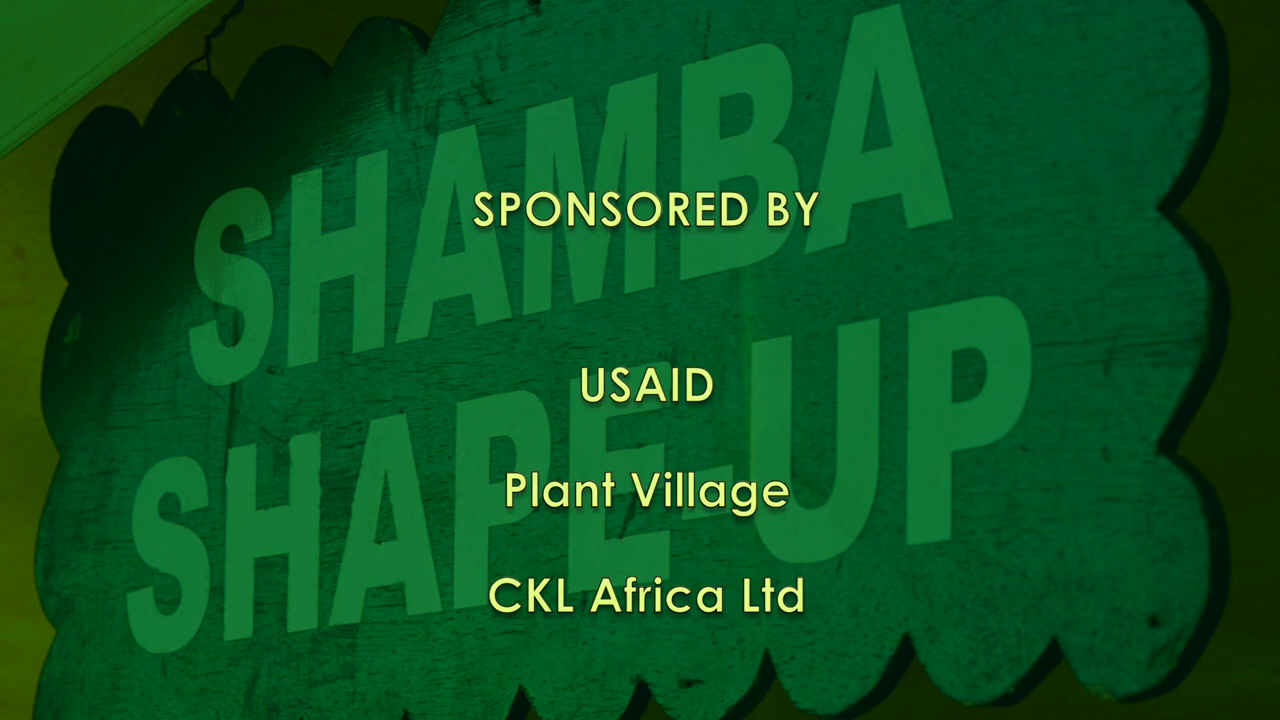 SHAMBA
SHAPE-UP
SPONSORED BY
USAID
Plant Village
CKL Africa Ltd